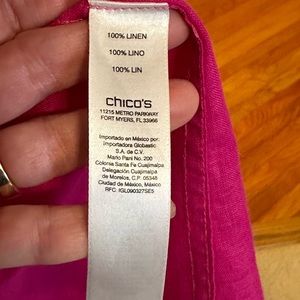 100% LINEN
100% LINO
100% LIN
chico's
11215 METRO PARKWAY
FORT MYERS, FL 33966
Importado en México por:
Importadora Globastic
S.A. de C.V.
Mario Pani No. 200
Colonia Santa Fe Cuajimalpa
Delegación Cuajimalpa
de Morelos, C.P. 05348
Ciudad de México, México
RFC: IGL090327SE5